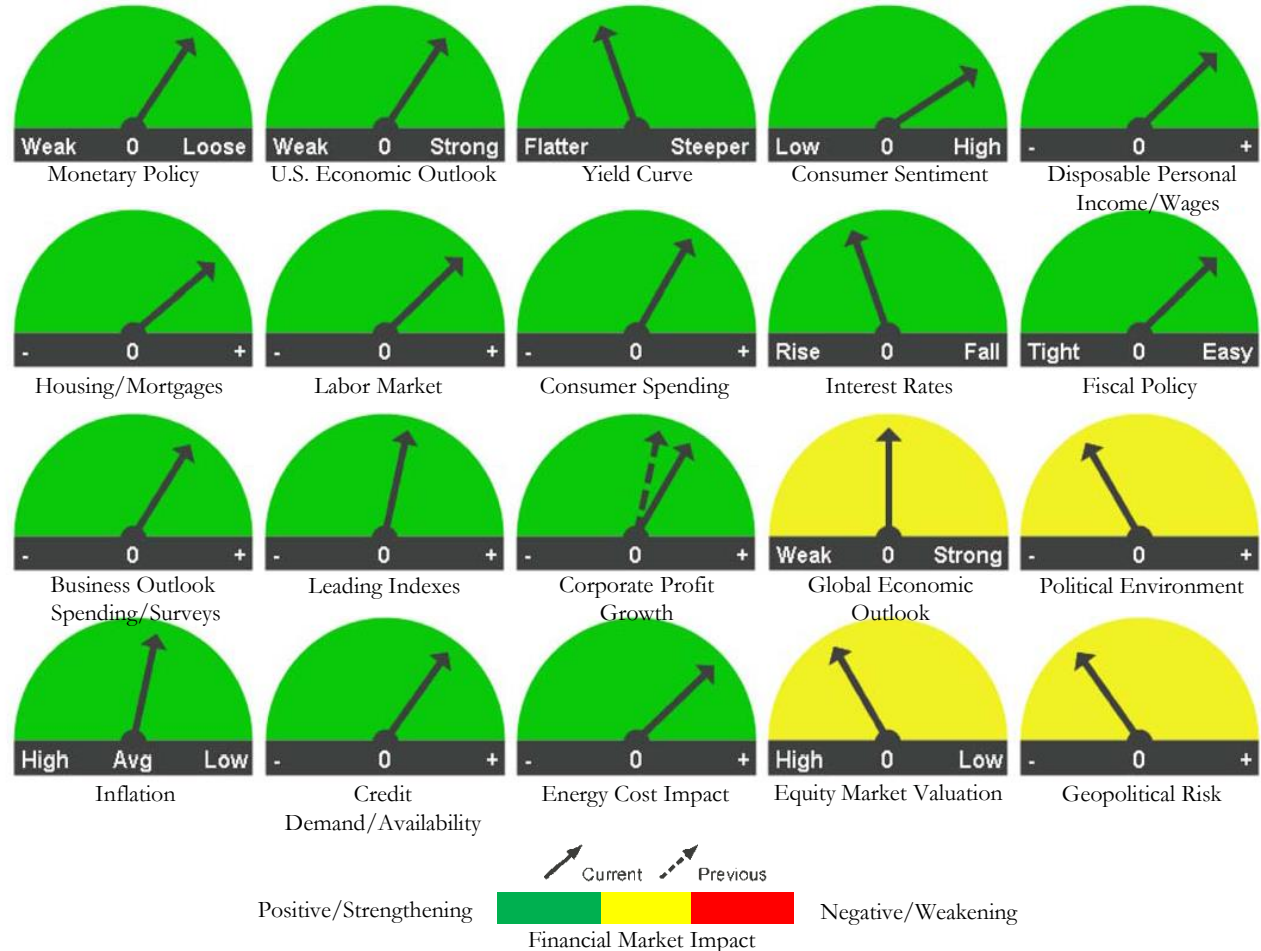 Weak 0 Loose
Monetary Policy
Weak 0 Strong
U.S. Economic Outlook
Flatter Steeper
Yield Curve
Low 0 High
Consumer Sentiment
- 0 +
Disposable Personal
Income/Wages
- 0 +
Housing/Mortgages
- 0 +
Labor Market
- 0 +
Consumer Spending
Rise 0 Fall
Interest Rates
Tight 0 Easy
Fiscal Policy
- 0 +
Business Outlook
Spending/Surveys
- 0 +
Leading Indexes
- 0 +
Corporate Profit
Growth
Weak 0 Strong
Global Economic
Outlook
- 0 +
Political Environment
High Avg Low
Inflation
- 0 +
Credit
Demand/Availability
- 0 +
Energy Cost Impact
High 0 Low
Equity Market Valuation
- 0 +
Geopolitical Risk
Current Previous
Positive/Strengthening
Negative/Weakening
Financial Market Impact